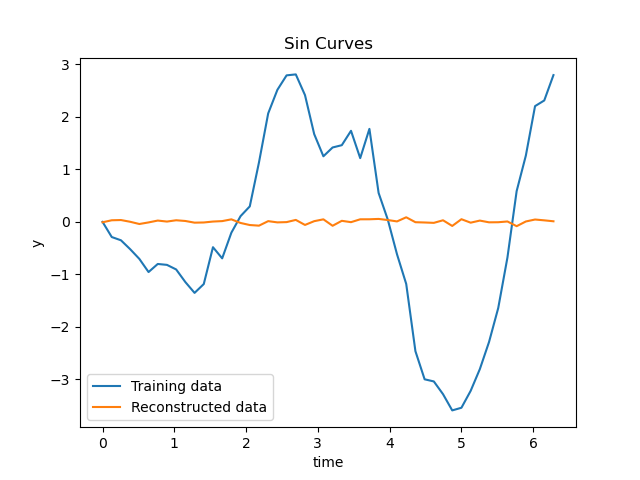 Sin Curves
3
2
1
0
−1
−2
−3
y
Training data
Reconstructed data
0 1 2 3 4 5 6
time